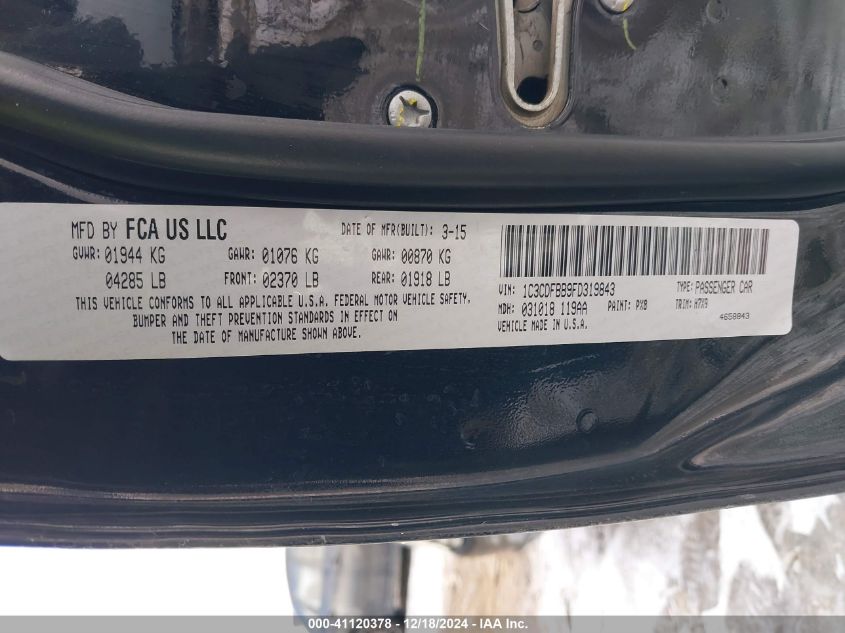 MFD BY FCA US LLC DATE OF MFR(BUILT): 3-15
GVWR: 01944 KG GAWR: 01076 KG GAWR: 00870 KG
04285 LB FRONT: 02370 LB REAR: 01918 LB
THIS VEHICLE CONFORMS TO ALL APPLICABLE U.S.A. FEDERAL MOTOR VEHICLE SAFETY,
BUMPER AND THEFT PREVENTION STANDARDS IN EFFECT ON
THE DATE OF MANUFACTURE SHOWN ABOVE.
VIN: 1C3CDFBB9FD319843 TYPE: PASSENGER CAR
MDH: 031018 119AA PAINT: PX8 TRIM: H7X9
VEHICLE MADE IN U.S.A. 4658843
000-41120378 - 12/18/2024 - IAA Inc.